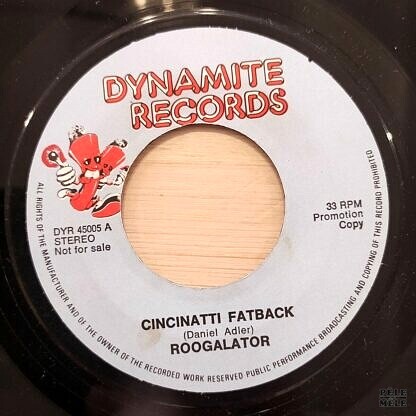 DYNAMITE
RECORDS
DYR 45005 A
STEREO
Not for sale
33 RPM
Promotion
Copy
CINCINATTI FATBACK
(Daniel Adler)
ROOGALATOR
ALL RIGHTS OF THE MANUFACTURER AND OF THE OWNER OF THE RECORDED WORK RESERVED PUBLIC PERFORMANCE BROADCASTING AND COPYING OF THIS RECORD PROHIBITED
PELE
MELE